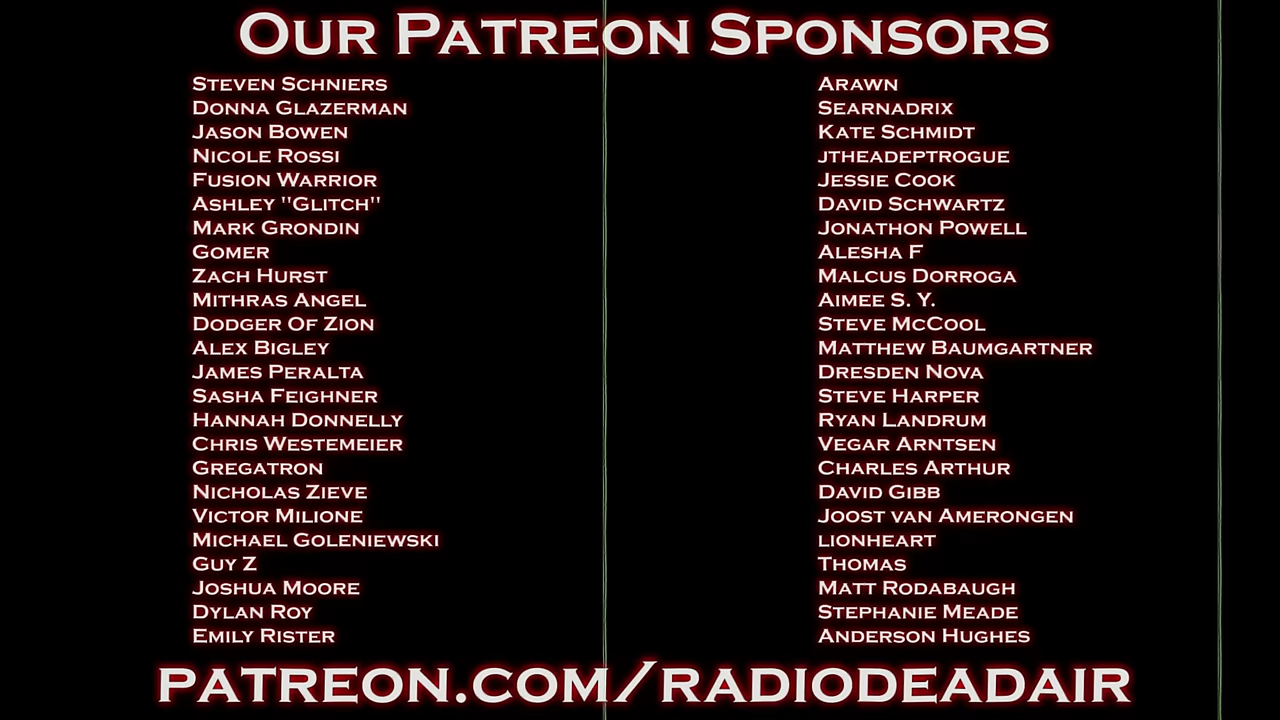 Our Patreon Sponsors
Steven Schniers
Donna Glazerman
Jason Bowen
Nicole Rossi
Fusion Warrior
Ashley "Glitch"
Mark Grondin
Gomer
Zach Hurst
Mithras Angel
Dodger Of Zion
Alex Bigley
James Peralta
Sasha Feighner
Hannah Donnelly
Chris Westemeier
Gregatron
Nicholas Zieve
Victor Milione
Michael Goleniewski
Guy Z
Joshua Moore
Dylan Roy
Emily Rister
Arawn
Searnadrix
Kate Schmidt
jtheadeptrogue
Jessie Cook
David Schwartz
Jonathon Powell
Alesha F
Malcus Dorroga
Aimee S. Y.
Steve McCool
Matthew Baumgartner
Dresden Nova
Steve Harper
Ryan Landrum
Vegar Arntsen
Charles Arthur
David Gibb
Joost van Amerongen
lionheart
Thomas
Matt Rodabaugh
Stephanie Meade
Anderson Hughes
patreon.com/radiodeadair